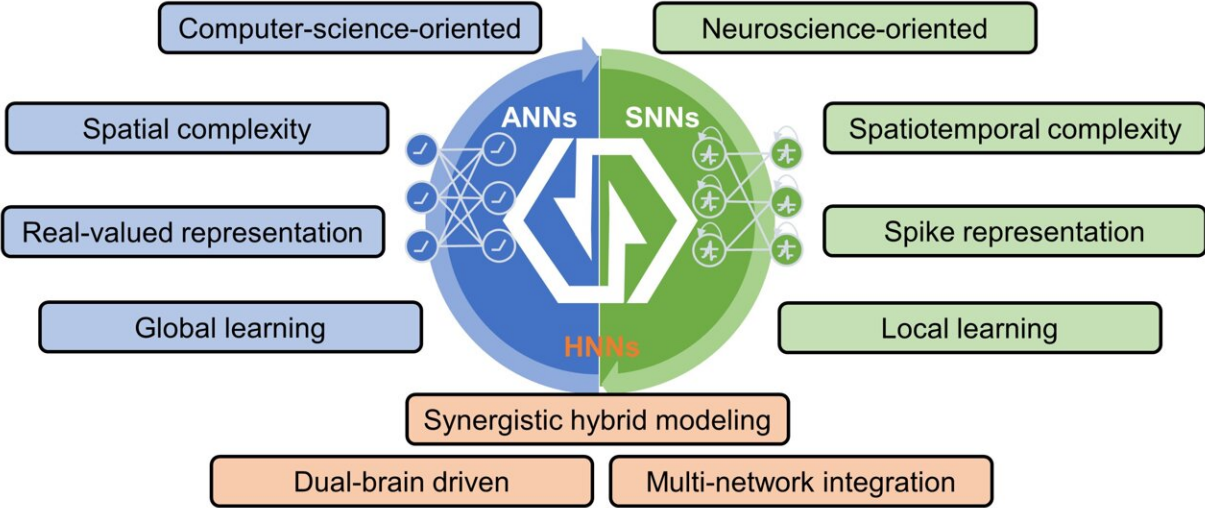 Computer-science-oriented
Neuroscience-oriented
ANNs
SNNs
Spatial complexity
Spatiotemporal complexity
Real-valued representation
Spike representation
Global learning
Local learning
HNNs
Synergistic hybrid modeling
Dual-brain driven
Multi-network integration